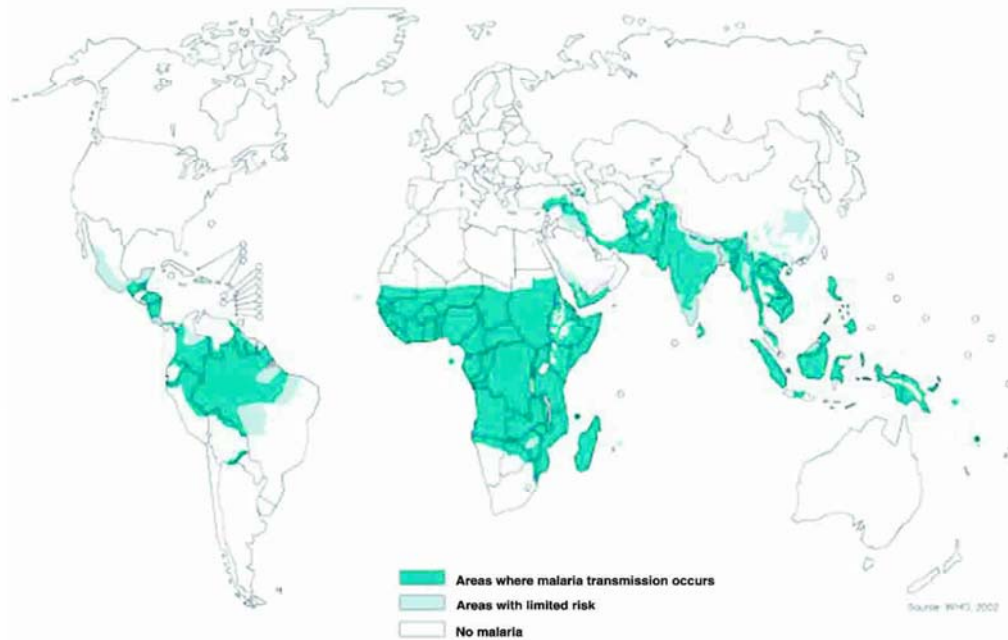 Areas where malaria transmission occurs
Areas with limited risk
No malaria
Source: WHO, 2002